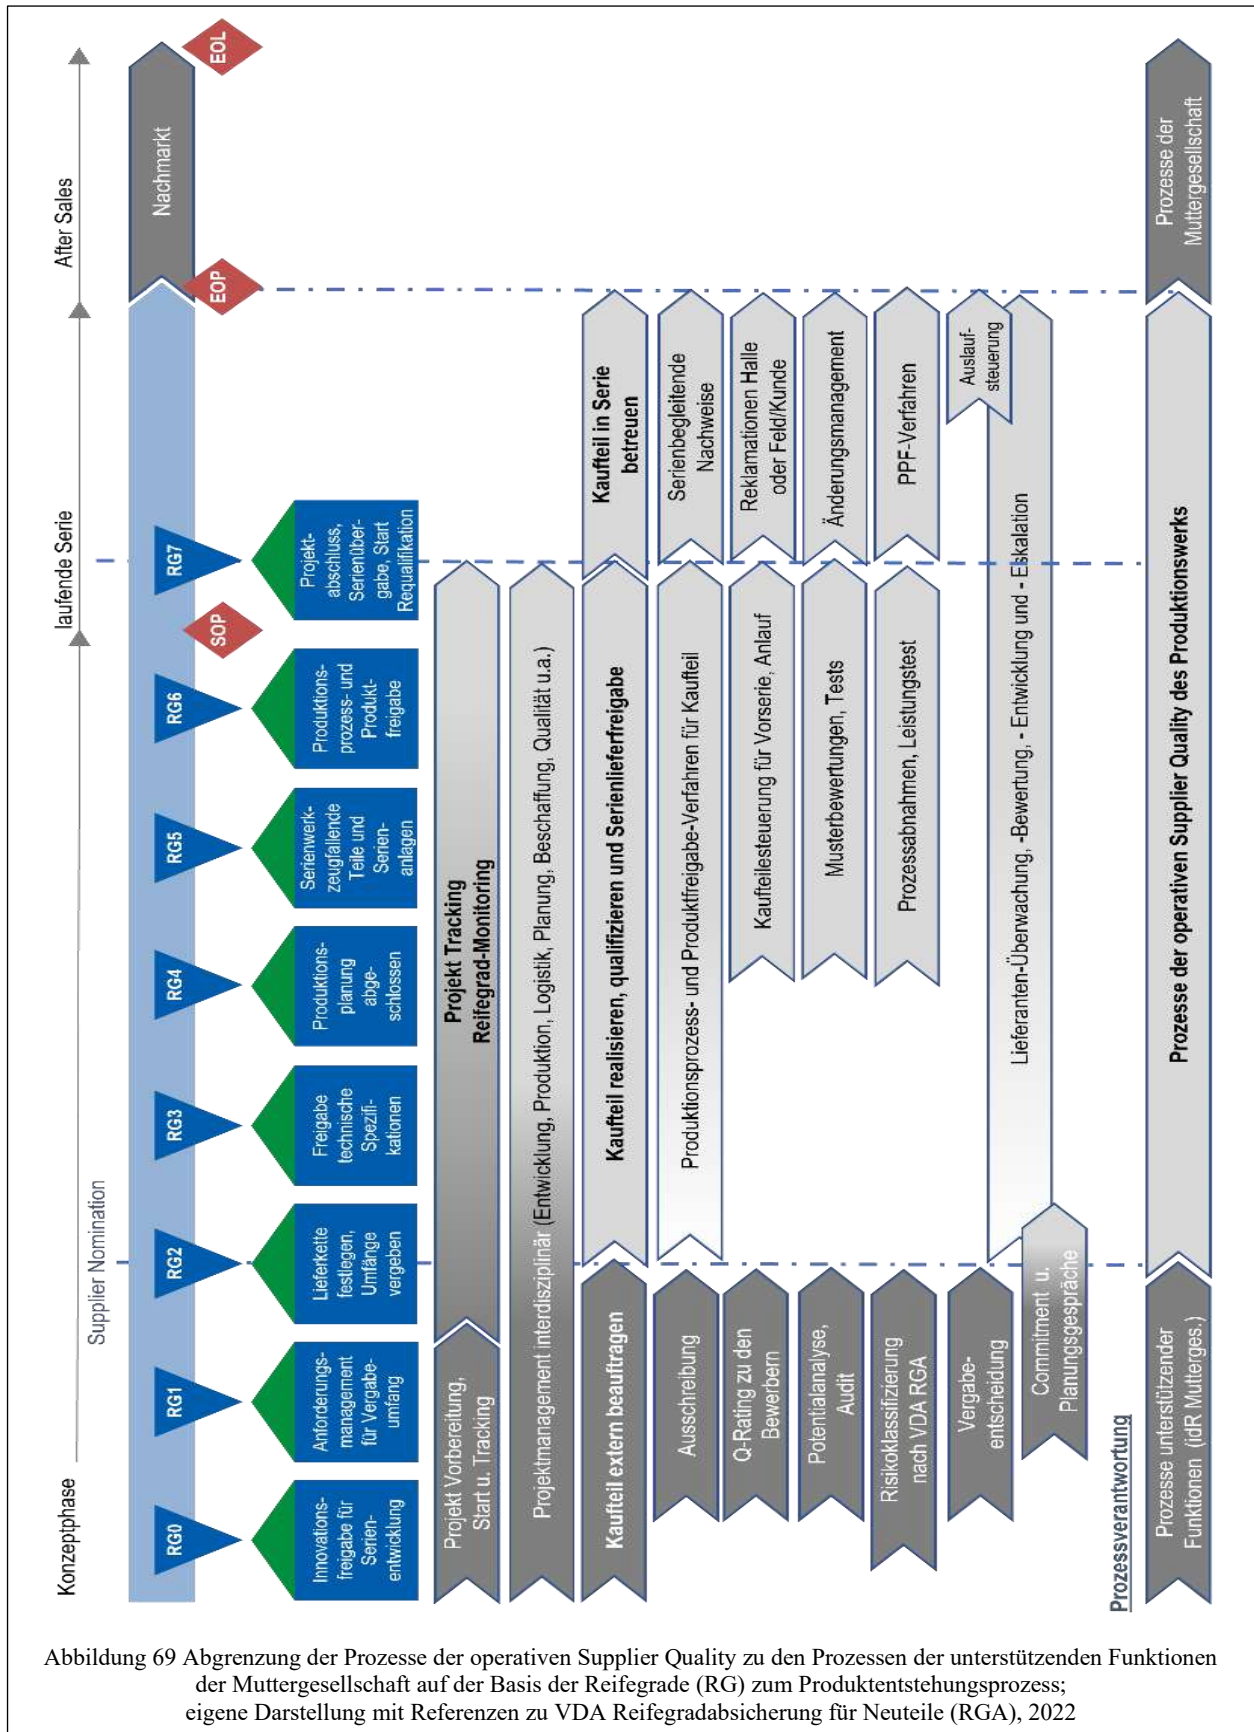 Konzeptphase
Supplier Nomination
laufende Serie
After Sales
RG0
RG1
RG2
RG3
RG4
RG5
RG6
SOP
RG7
EOP
Nachmarkt
EOL
Innovations-
freigabe für
Serien-
entwicklung
Anforderungs-
management
für Vergabe-
umfang
Lieferkette
festlegen,
Umfänge
vergeben
Freigabe
technische
Spezifi-
kationen
Produktions-
planung
abge-
schlossen
Serienwerk-
zeugfallende
Teile und
Serien-
anlagen
Produktions-
prozess- und
Produkt-
freigabe
Projekt-
abschluss,
Serienüber-
gabe, Start
Requalifikation
Projekt Vorbereitung,
Start u. Tracking
Projekt Tracking
Reifegrad-Monitoring
Projektmanagement interdisziplinär (Entwicklung, Produktion, Logistik, Planung, Beschaffung, Qualität u.a.)
Kaufteil extern beauftragen
Kaufteil realisieren, qualifizieren und Serienlieferfreigabe
Kaufteil in Serie
betreuen
Ausschreibung
Produktionsprozess- und Produktfreigabe-Verfahren für Kaufteil
Serienbegleitende
Nachweise
Q-Rating zu den
Bewerbern
Kaufteilesteuerung für Vorserie, Anlauf
Reklamationen Halle
oder Feld/Kunde
Potentialanalyse,
Audit
Musterbewertungen, Tests
Änderungsmanagement
Risikoklassifizierung
nach VDA RGA
Prozessabnahmen, Leistungstest
PPF-Verfahren
Vergabe-
entscheidung
Auslauf-
steuerung
Lieferanten-Überwachung, -Bewertung, - Entwicklung und - Eskalation
Commitment u.
Planungsgespräche
Prozessverantwortung
Prozesse unterstützender
Funktionen (idR Mutterges.)
Prozesse der operativen Supplier Quality des Produktionswerks
Prozesse der
Muttergesellschaft
Abbildung 69 Abgrenzung der Prozesse der operativen Supplier Quality zu den Prozessen der unterstützenden Funktionen
der Muttergesellschaft auf der Basis der Reifegrade (RG) zum Produktentstehungsprozess;
eigene Darstellung mit Referenzen zu VDA Reifegradabsicherung für Neuteile (RGA), 2022